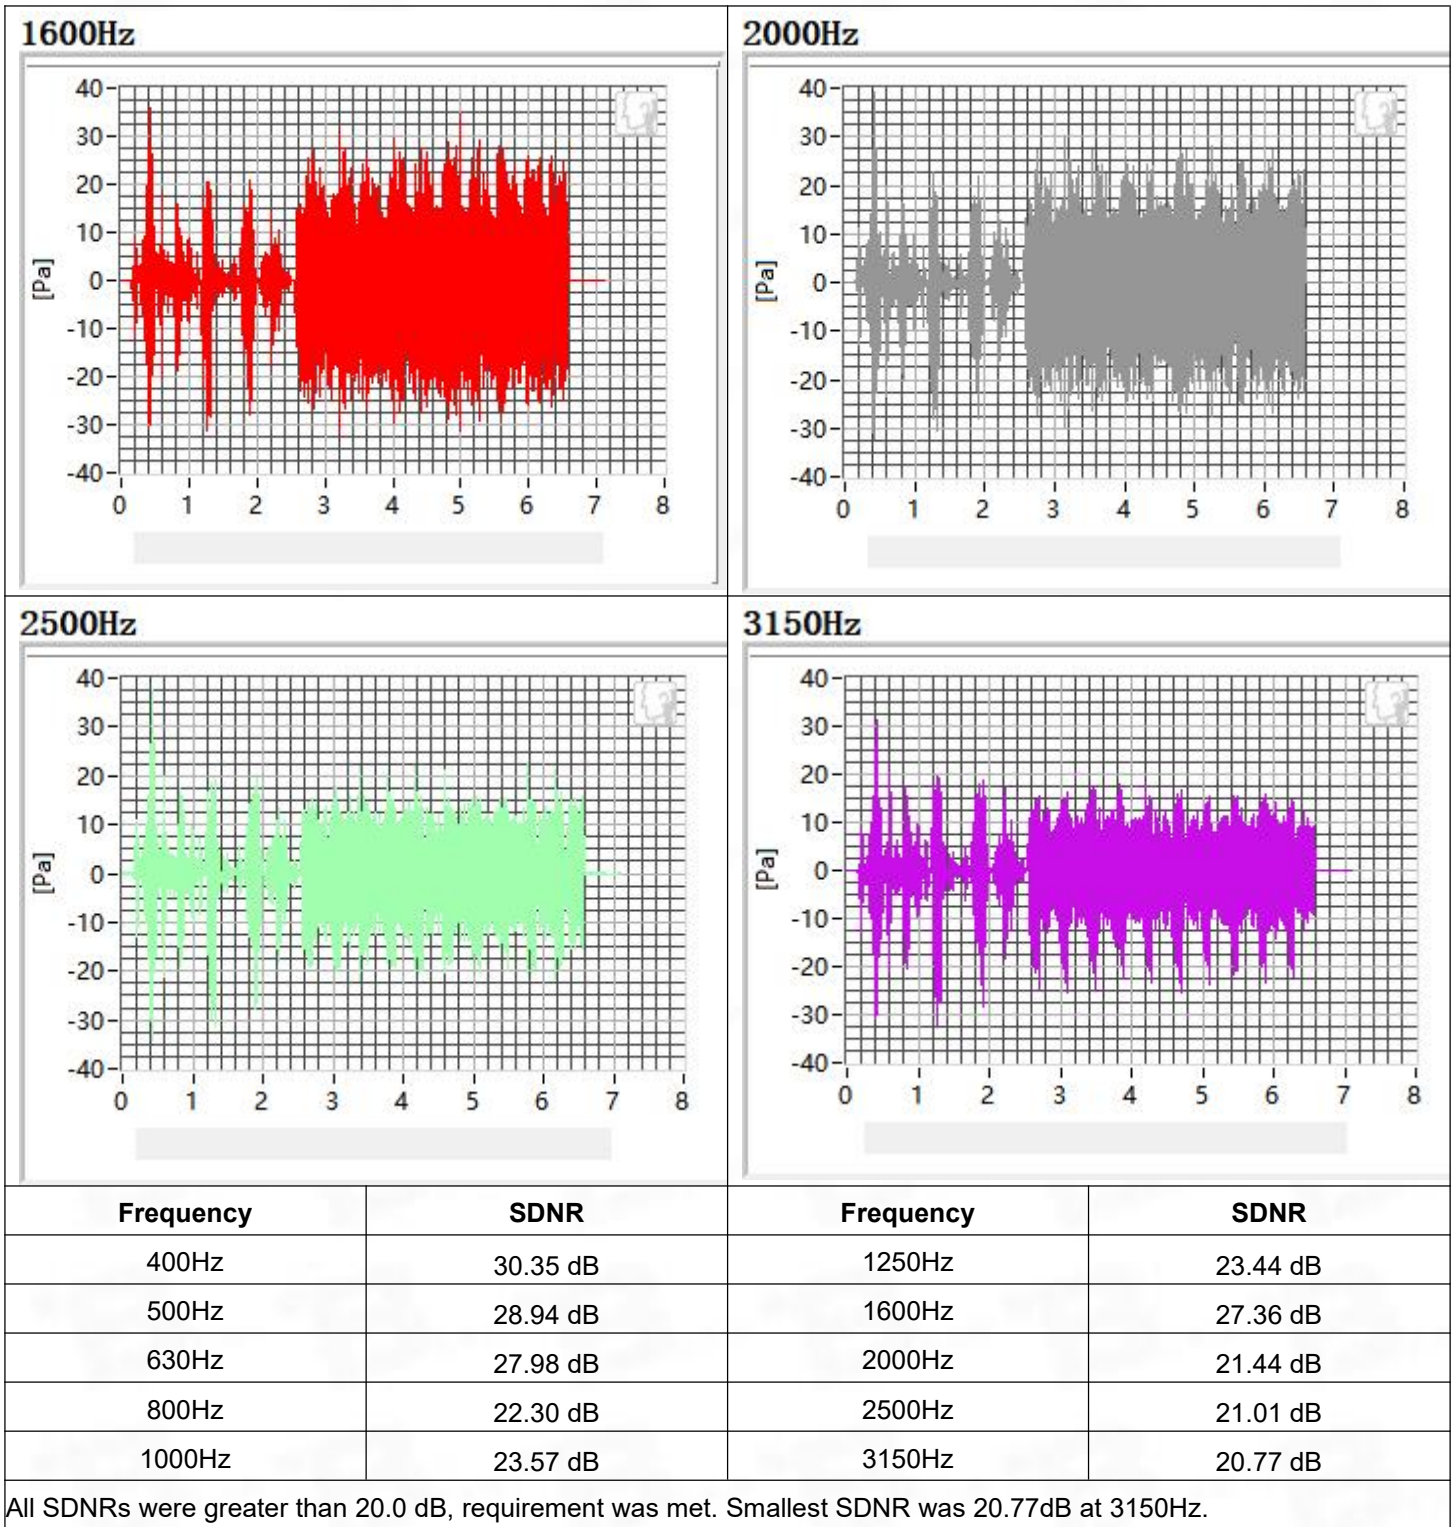 1600Hz
40
30
20
10
0
-10
-20
-30
-40
[Pa]
0 1 2 3 4 5 6 7 8
2000Hz
40
30
20
10
0
-10
-20
-30
-40
[Pa]
0 1 2 3 4 5 6 7 8
2500Hz
40
30
20
10
0
-10
-20
-30
-40
[Pa]
0 1 2 3 4 5 6 7 8
3150Hz
40
30
20
10
0
-10
-20
-30
-40
[Pa]
0 1 2 3 4 5 6 7 8
Frequency SDNR Frequency SDNR
400Hz 30.35 dB 1250Hz 23.44 dB
500Hz 28.94 dB 1600Hz 27.36 dB
630Hz 27.98 dB 2000Hz 21.44 dB
800Hz 22.30 dB 2500Hz 21.01 dB
1000Hz 23.57 dB 3150Hz 20.77 dB
All SDNRs were greater than 20.0 dB, requirement was met. Smallest SDNR was 20.77dB at 3150Hz.